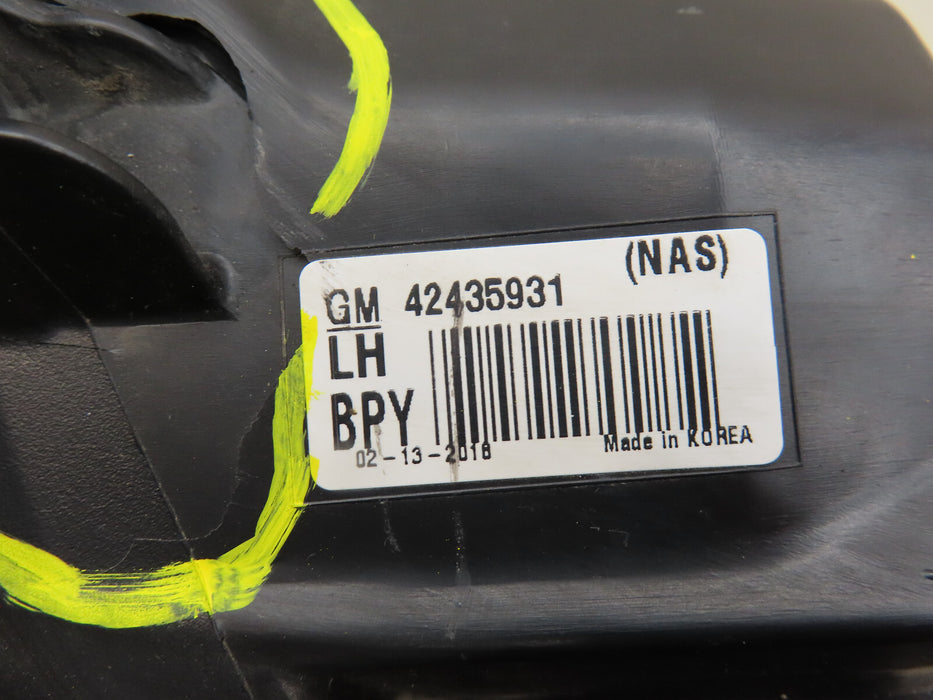 (NAS)
GM 42435931
LH
BPY
02-13-2018
Made in KOREA